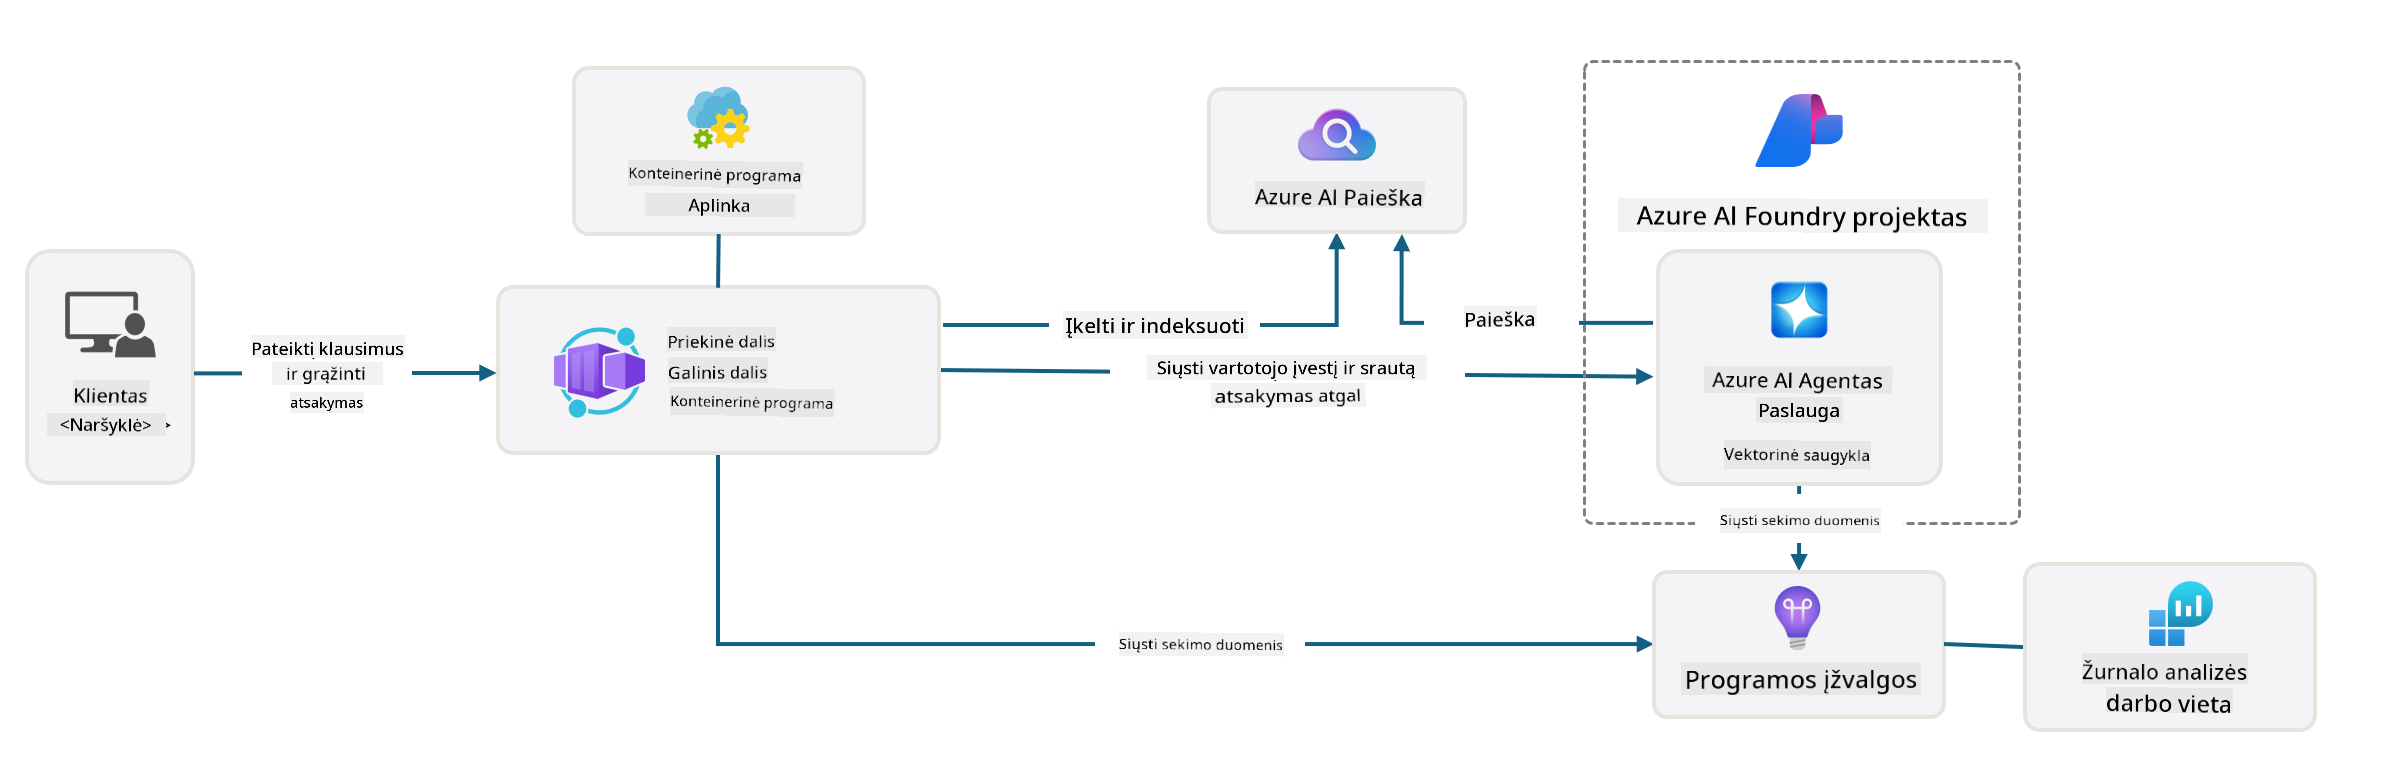 Konteinerinė programa
Aplinka
Azure AI Paieška
Azure AI Foundry projektas
Klientas
<Naršyklė> >
Pateiktį klausimus
ir grąžinti
atsakymas
Priekinė dalis
Galinis dalis
Konteinerinė programa
Įkelti ir indeksuoti
Paieška
Siųsti vartotojo įvestį ir srautą
atsakymas atgal
Azure AI Agentas
Paslauga
Vektorinė saugykla
Siųsti sekimo duomenis
Siųsti sekimo duomenis
Programos įžvalgos
Žurnalo analizės
darbo vieta